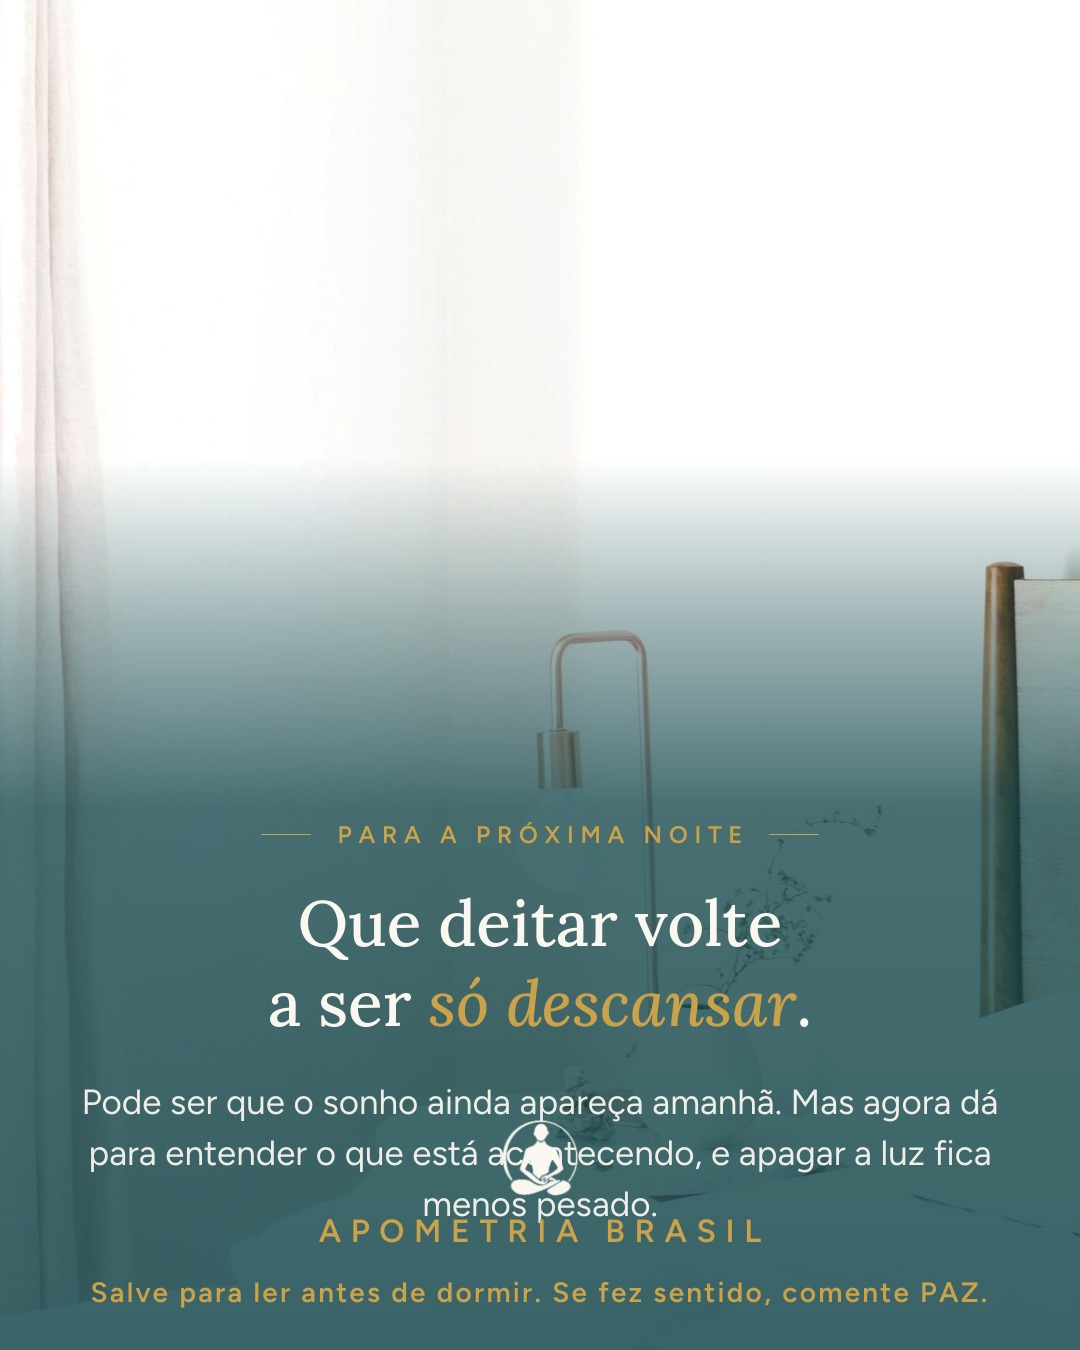 PARA A PRÓXIMA NOITE
Que deitar volte
a ser só descansar.
Pode ser que o sonho ainda apareça amanhã. Mas agora dá
para entender o que está acontecendo, e apagar a luz fica
menos pesado.
APOMETRIA BRASIL
Salve para ler antes de dormir. Se fez sentido, comente PAZ.